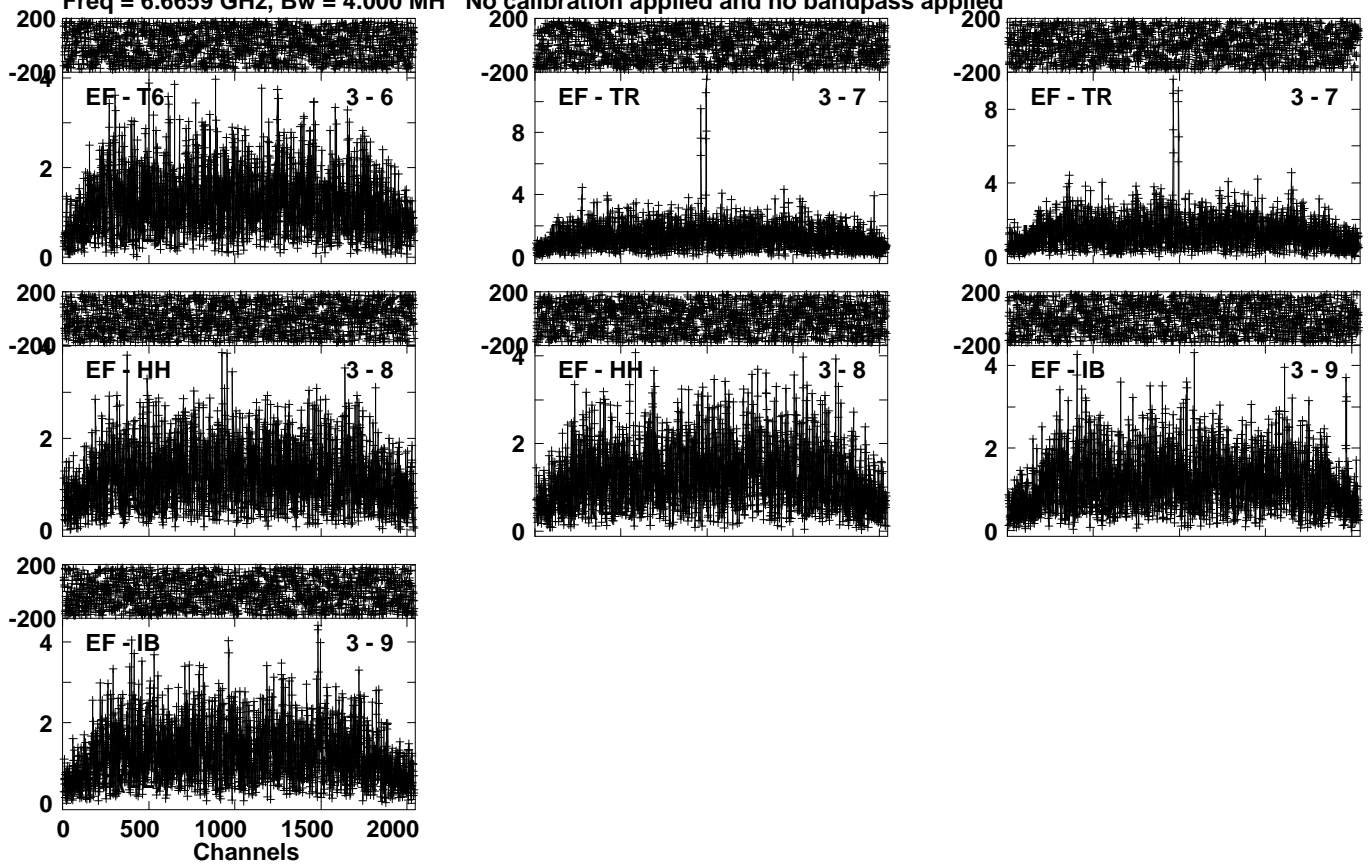 Freq = 6.6659 GHz, Bw = 4.000 MH No calibration applied and no bandpass applied
200 200 200
-200 -200 -200
4
EF - T6 3 - 6 EF - TR 3 - 7 EF - TR 3 - 7
8 8
2
4 4
0 0 0
200 200 200
-200 -200 -200
4
EF - HH 3 - 8 EF - HH 3 - 8 EF - IB 3 - 9
4 4
2 2 2
0 0 0
200
-200
EF - IB 3 - 9
4
2
0
0 500 1000 1500 2000
Channels